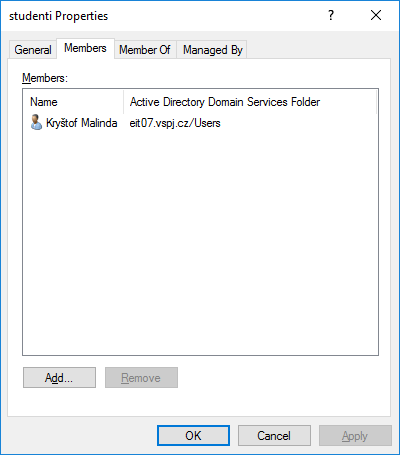 studenti Properties
?
General Members Member Of Managed By
Members:
Name Active Directory Domain Services Folder
Kryštof Malinda eit07.vspj.cz/Users
Add... Remove
OK Cancel Apply